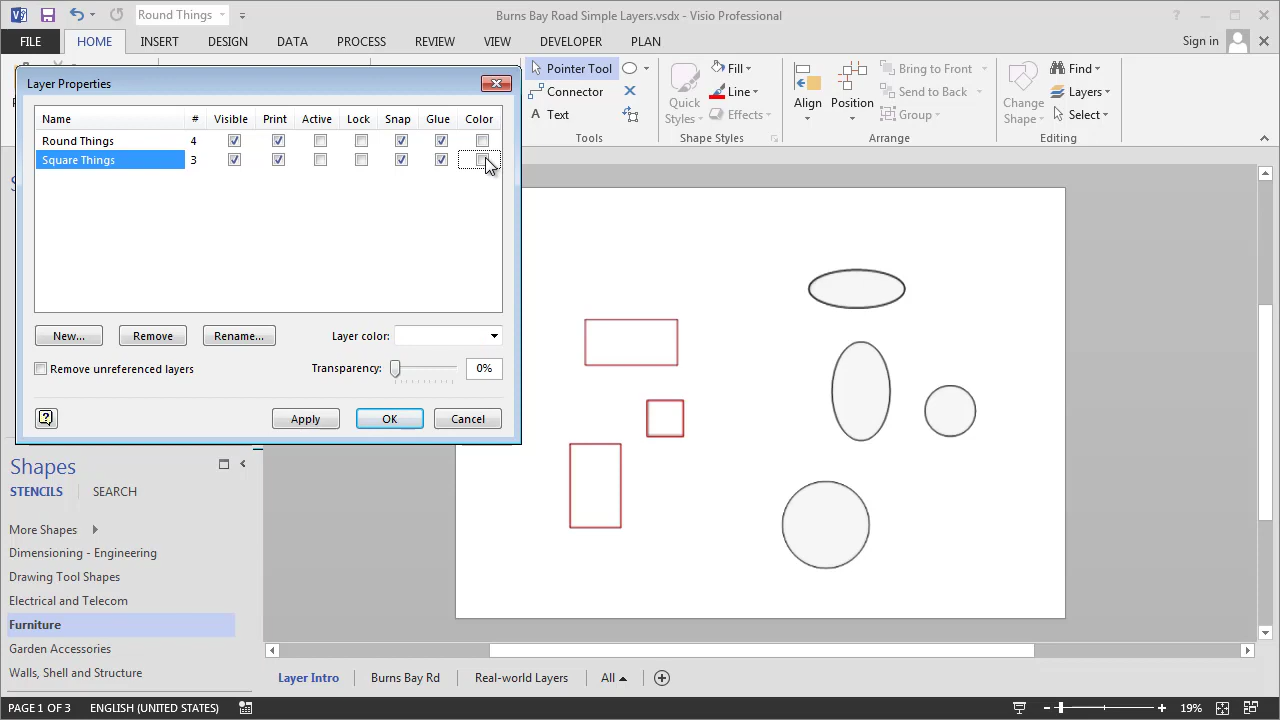 Round Things
Burns Bay Road Simple Layers.vsdx - Visio Professional
?
FILE HOME INSERT DESIGN DATA PROCESS REVIEW VIEW DEVELOPER PLAN Sign in
Layer Properties
Name # Visible Print Active Lock Snap Glue Color
Round Things 4
Square Things 3
New... Remove Rename... Layer color:
Remove unreferenced layers Transparency: 0%
Apply OK Cancel
Pointer Tool
Connector
A Text
Tools
Quick Styles
Fill
Line
Effects
Shape Styles
Align
Position
Bring to Front
Send to Back
Group
Arrange
Change Shape
Find
Layers
Select
Editing
Shapes
STENCILS SEARCH
More Shapes
Dimensioning - Engineering
Drawing Tool Shapes
Electrical and Telecom
Furniture
Garden Accessories
Walls, Shell and Structure
Layer Intro Burns Bay Rd Real-world Layers All
PAGE 1 OF 3 ENGLISH (UNITED STATES) 19%